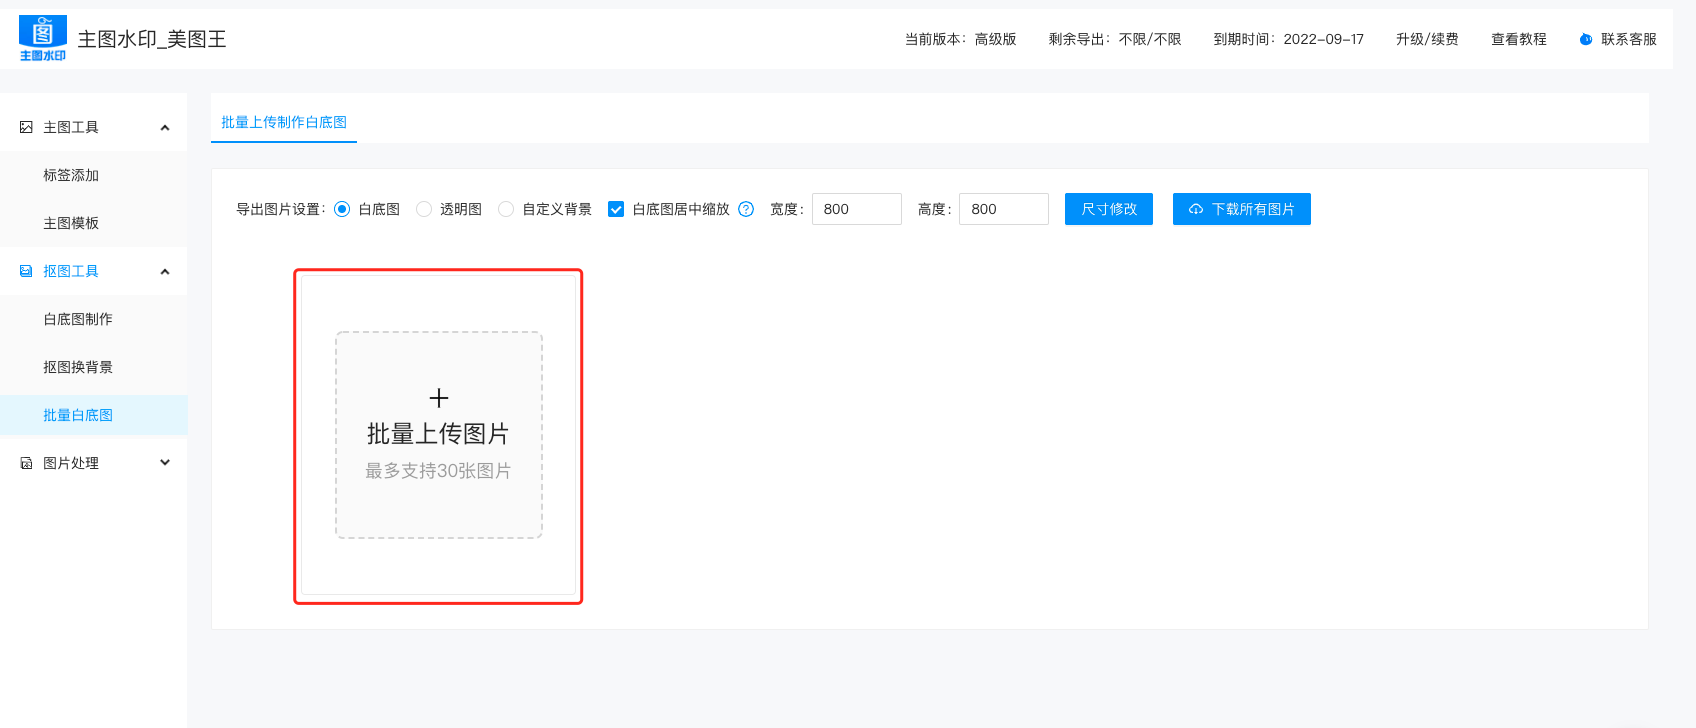 图
主图水印
主图水印_美图王
当前版本：高级版
剩余导出：不限/不限
到期时间：2022-09-17
升级/续费
查看教程
联系客服
主图工具
标签添加
主图模板
抠图工具
白底图制作
抠图换背景
批量白底图
图片处理
批量上传制作白底图
导出图片设置： 白底图 透明图 自定义背景 白底图居中缩放 ? 宽度： 800 高度： 800 尺寸修改 下载所有图片
批量上传图片
最多支持30张图片